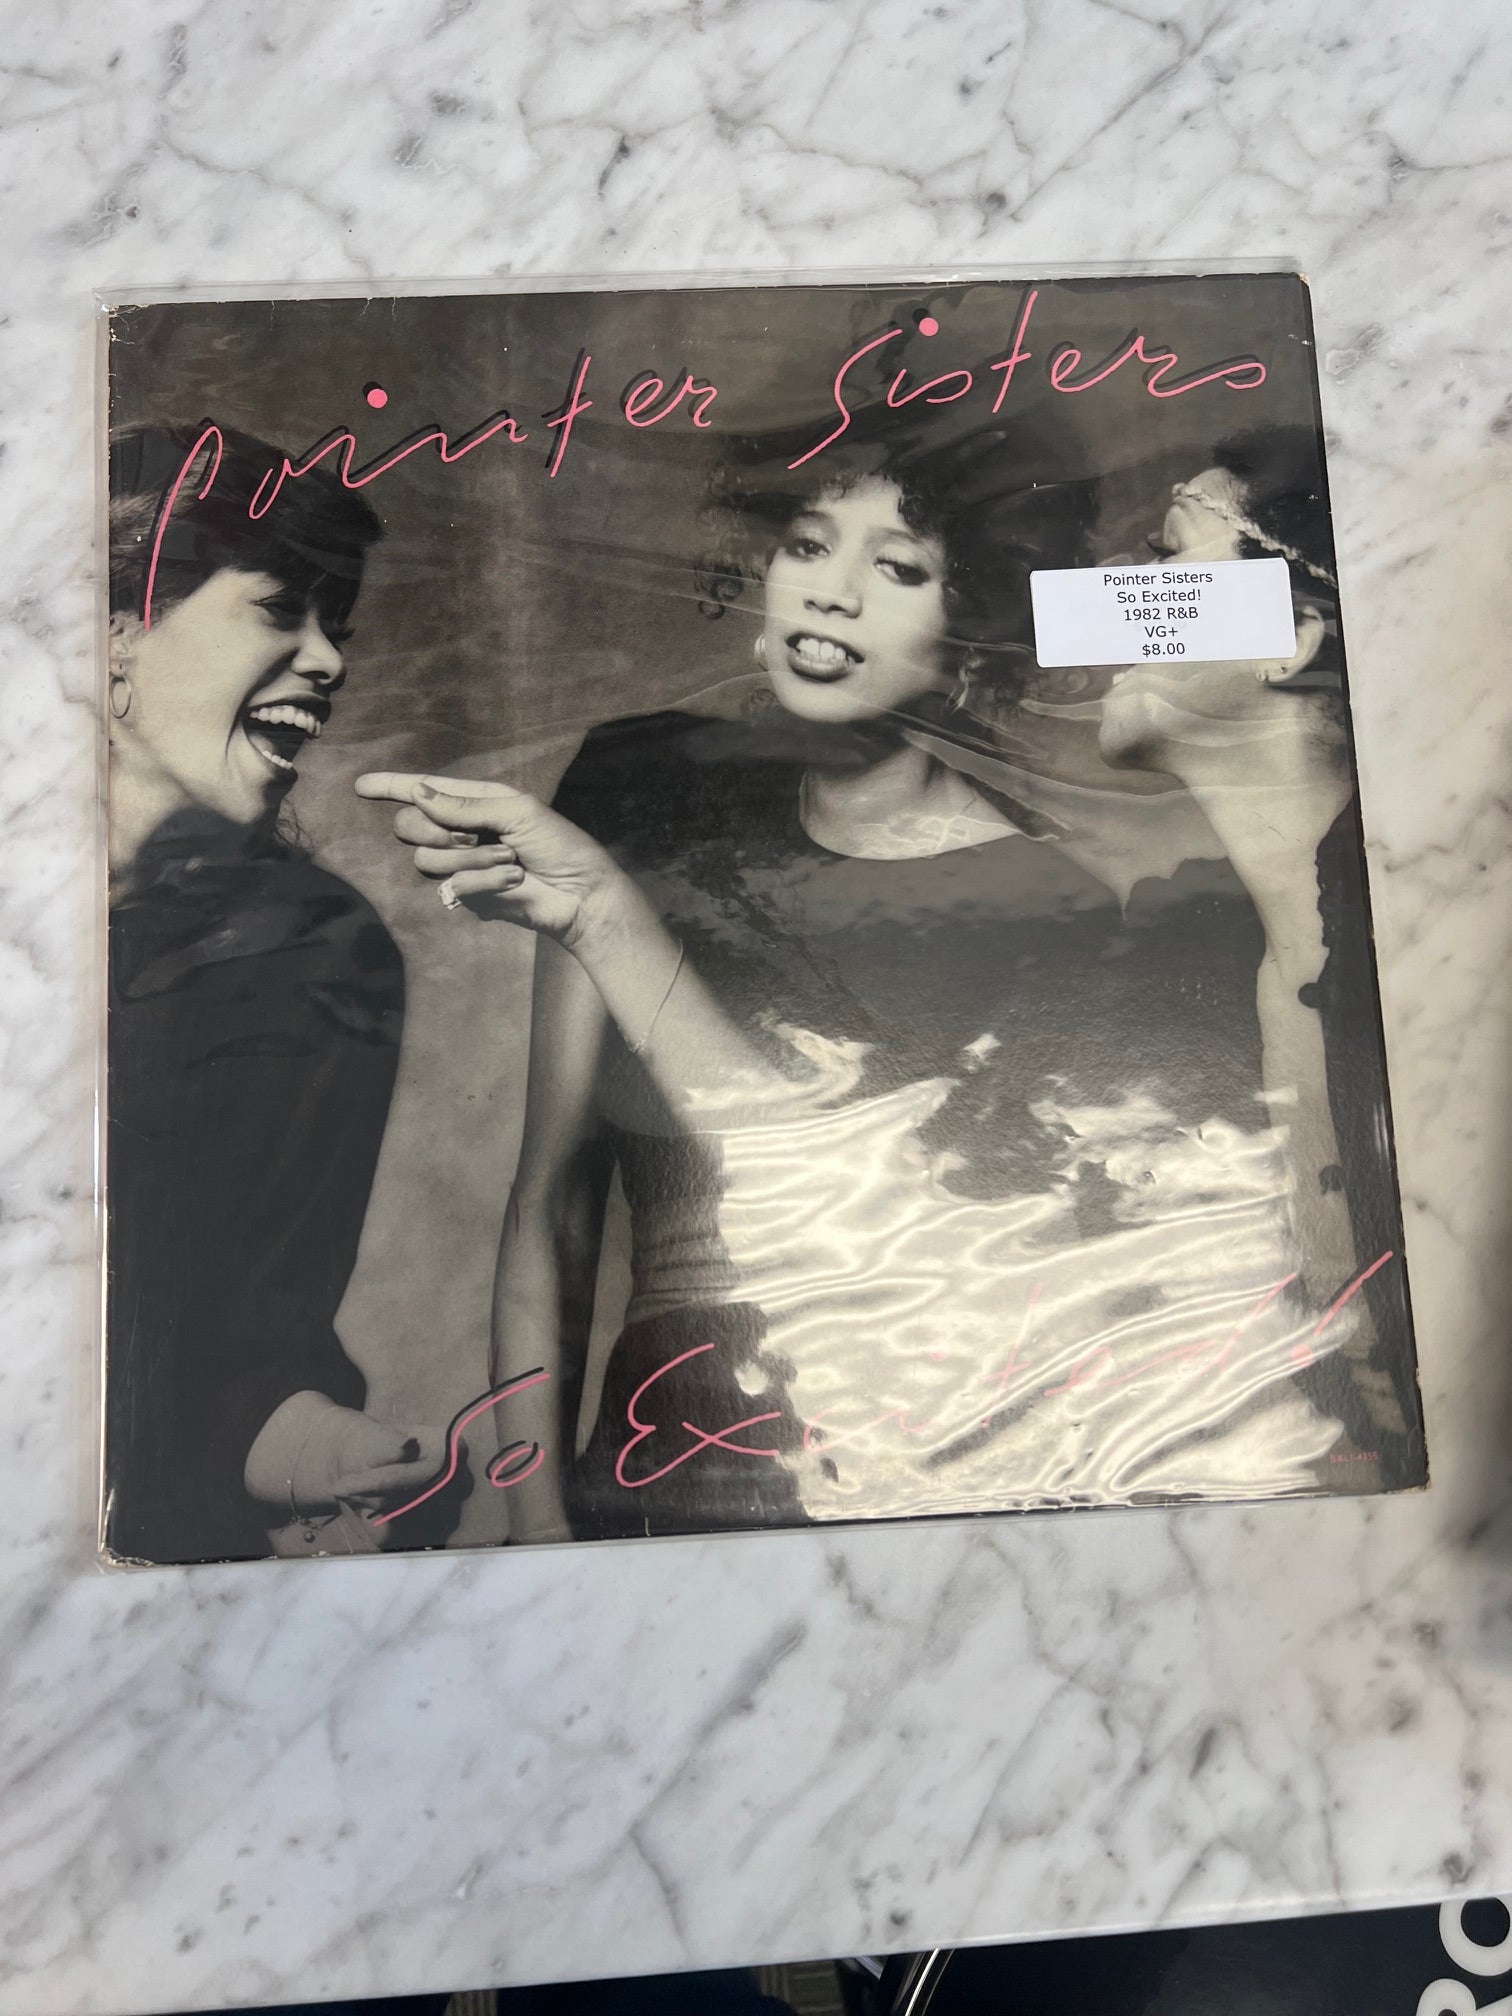 Pointer Sisters
Pointer Sisters
So Excited!
1982 R&B
VG+
$8.00
So Excited!